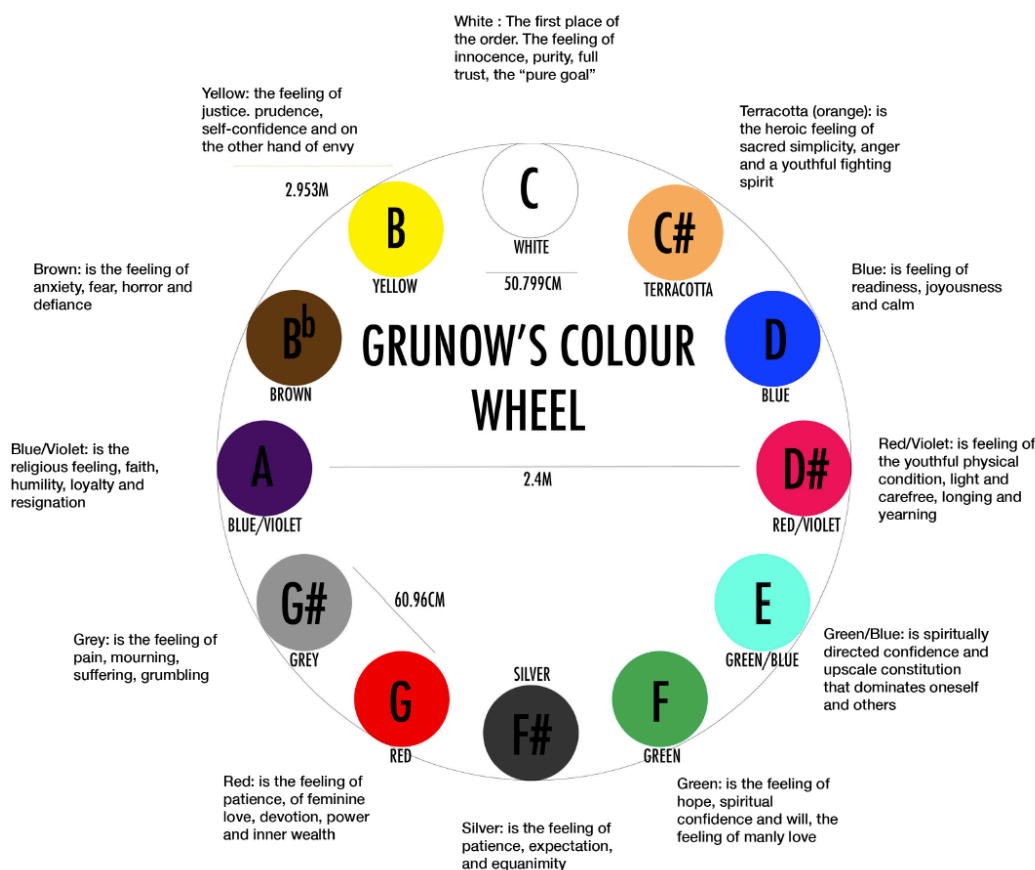 White : The first place of
the order. The feeling of
innocence, purity, full
trust, the “pure goal”
Yellow: the feeling of
justice. prudence,
self-confidence and on
the other hand of envy
Terracotta (orange): is
the heroic feeling of
sacred simplicity, anger
and a youthful fighting
spirit
2.953M
B
YELLOW
C
WHITE
50.799CM
C#
TERRACOTTA
Brown: is the feeling of
anxiety, fear, horror and
defiance
Bb
BROWN
GRUNOW’S COLOUR
WHEEL
D
BLUE
Blue: is feeling of
readiness, joyousness
and calm
Blue/Violet: is the
religious feeling, faith,
humility, loyalty and
resignation
A
BLUE/VIOLET
2.4M
D#
RED/VIOLET
Red/Violet: is feeling of
the youthful physical
condition, light and
carefree, longing and
yearning
G#
GREY
60.96CM
E
GREEN/BLUE
Grey: is the feeling of
pain, mourning,
suffering, grumbling
Green/Blue: is spiritually
directed confidence and
upscale constitution
that dominates oneself
and others
G
RED
SILVER
F#
F
GREEN
Red: is the feeling of
patience, of feminine
love, devotion, power
and inner wealth
Silver: is the feeling of
patience, expectation,
and equanimity
Green: is the feeling of
hope, spiritual
confidence and will, the
feeling of manly love